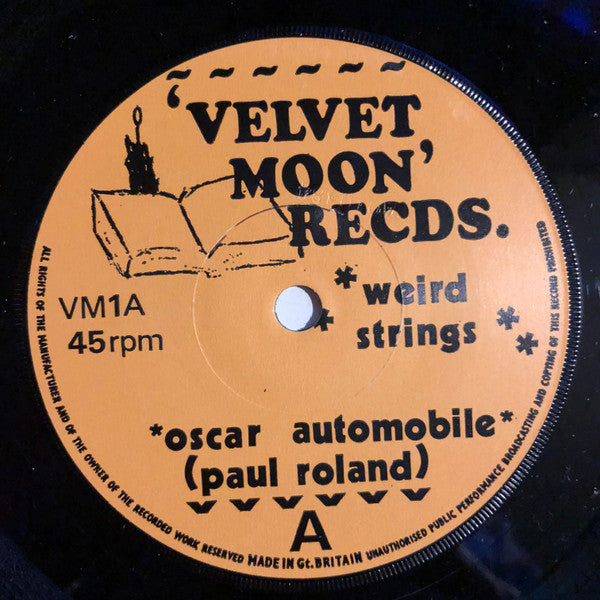 ~ ~ ~ ~ ~ ~
'VELVET
MOON'
RECDS.
VM1A
45rpm
* weird *
* strings *
*oscar automobile*
(paul roland)
A
ALL RIGHTS OF THE MANUFACTURER AND OF THE OWNER OF THE RECORDED WORK RESERVED MADE IN Gt. BRITAIN UNAUTHORISED PUBLIC PERFORMANCE BROADCASTING AND COPYING OF THIS RECORD PROHIBITED